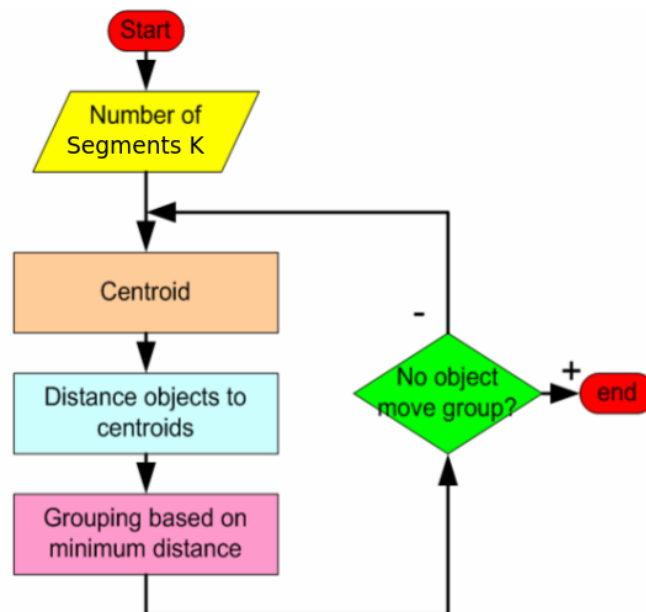 Start
Number of
Segments K
Centroid
Distance objects to
centroids
Grouping based on
minimum distance
-
No object
move group?
+
end